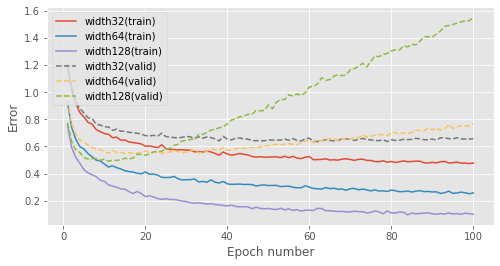 1.6
1.4
1.2
1.0
0.8
0.6
0.4
0.2
Error
width32(train)
width64(train)
width128(train)
width32(valid)
width64(valid)
width128(valid)
0
20
40
60
80
100
Epoch number